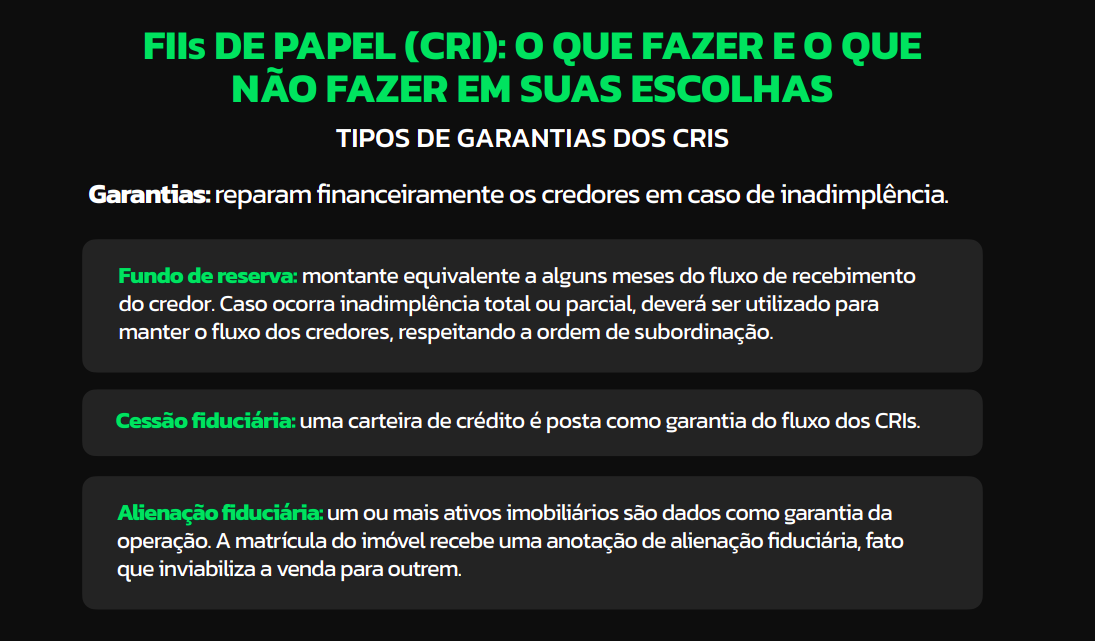 FIIs DE PAPEL (CRI): O QUE FAZER E O QUE
NÃO FAZER EM SUAS ESCOLHAS
TIPOS DE GARANTIAS DOS CRIS
Garantias: reparam financeiramente os credores em caso de inadimplência.
Fundo de reserva: montante equivalente a alguns meses do fluxo de recebimento
do credor. Caso ocorra inadimplência total ou parcial, deverá ser utilizado para
manter o fluxo dos credores, respeitando a ordem de subordinação.
Cessão fiduciária: uma carteira de crédito é posta como garantia do fluxo dos CRIs.
Alienação fiduciária: um ou mais ativos imobiliários são dados como garantia da
operação. A matrícula do imóvel recebe uma anotação de alienação fiduciária, fato
que inviabiliza a venda para outrem.